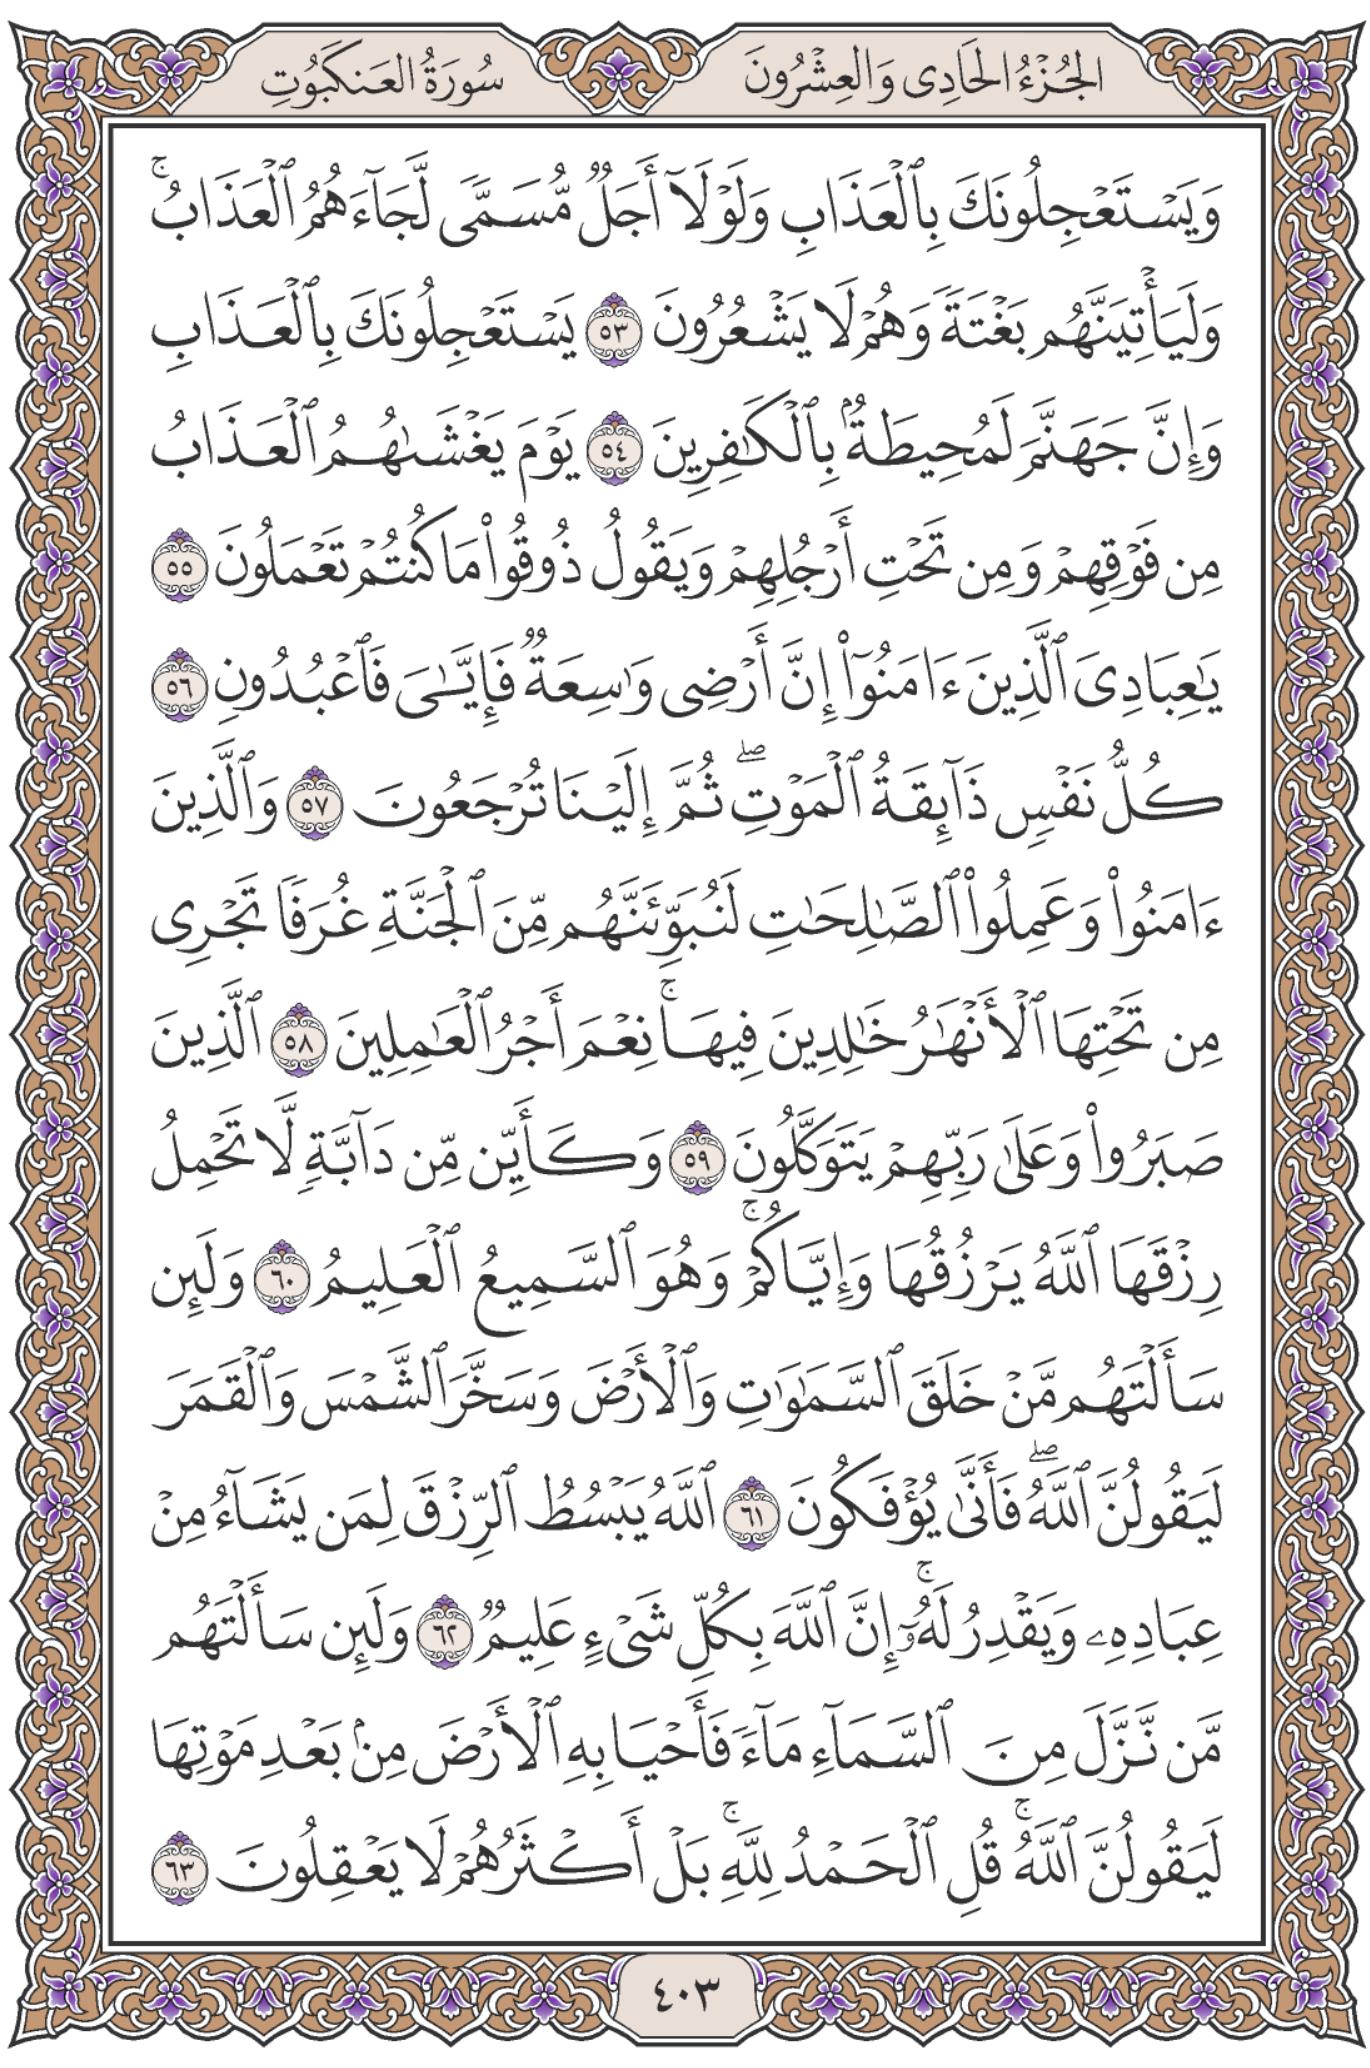 الجُزْءُ الحَادِى وَالعِشْرُونَ سُورَةُ العَنكَبُوتِ
وَيَسْتَعْجِلُونَكَ بِٱلْعَذَابِ وَلَوْلَآ أَجَلٌ مُّسَمًّى لَّجَآءَهُمُ ٱلْعَذَابُۚ
وَلَيَأْتِيَنَّهُم بَغْتَةً وَهُمْ لَا يَشْعُرُونَ ٥٣ يَسْتَعْجِلُونَكَ بِٱلْعَذَابِ
وَإِنَّ جَهَنَّمَ لَمُحِيطَةٌۢ بِٱلْكَٰفِرِينَ ٥٤ يَوْمَ يَغْشَىٰهُمُ ٱلْعَذَابُ
مِن فَوْقِهِمْ وَمِن تَحْتِ أَرْجُلِهِمْ وَيَقُولُ ذُوقُوا۟ مَا كُنتُمْ تَعْمَلُونَ ٥٥
يَٰعِبَادِىَ ٱلَّذِينَ ءَامَنُوٓا۟ إِنَّ أَرْضِى وَٰسِعَةٌ فَإِيَّٰىَ فَٱعْبُدُونِ ٥٦
كُلُّ نَفْسٍ ذَآئِقَةُ ٱلْمَوْتِۖ ثُمَّ إِلَيْنَا تُرْجَعُونَ ٥٧ وَٱلَّذِينَ
ءَامَنُوا۟ وَعَمِلُوا۟ ٱلصَّٰلِحَٰتِ لَنُبَوِّئَنَّهُم مِّنَ ٱلْجَنَّةِ غُرَفًا تَجْرِى
مِن تَحْتِهَا ٱلْأَنْهَٰرُ خَٰلِدِينَ فِيهَاۚ نِعْمَ أَجْرُ ٱلْعَٰمِلِينَ ٥٨ ٱلَّذِينَ
صَبَرُوا۟ وَعَلَىٰ رَبِّهِمْ يَتَوَكَّلُونَ ٥٩ وَكَأَيِّن مِّن دَآبَّةٍ لَّا تَحْمِلُ
رِزْقَهَا ٱللَّهُ يَرْزُقُهَا وَإِيَّاكُمْۚ وَهُوَ ٱلسَّمِيعُ ٱلْعَلِيمُ ٦٠ وَلَئِن
سَأَلْتَهُم مَّنْ خَلَقَ ٱلسَّمَٰوَٰتِ وَٱلْأَرْضَ وَسَخَّرَ ٱلشَّمْسَ وَٱلْقَمَرَ
لَيَقُولُنَّ ٱللَّهُۖ فَأَنَّىٰ يُؤْفَكُونَ ٦١ ٱللَّهُ يَبْسُطُ ٱلرِّزْقَ لِمَن يَشَآءُ مِنْ
عِبَادِهِۦ وَيَقْدِرُ لَهُۥٓۚ إِنَّ ٱللَّهَ بِكُلِّ شَىْءٍ عَلِيمٌ ٦٢ وَلَئِن سَأَلْتَهُم
مَّن نَّزَّلَ مِنَ ٱلسَّمَآءِ مَآءً فَأَحْيَا بِهِ ٱلْأَرْضَ مِنۢ بَعْدِ مَوْتِهَا
لَيَقُولُنَّ ٱللَّهُۚ قُلِ ٱلْحَمْدُ لِلَّهِۚ بَلْ أَكْثَرُهُمْ لَا يَعْقِلُونَ ٦٣
٤٠٣